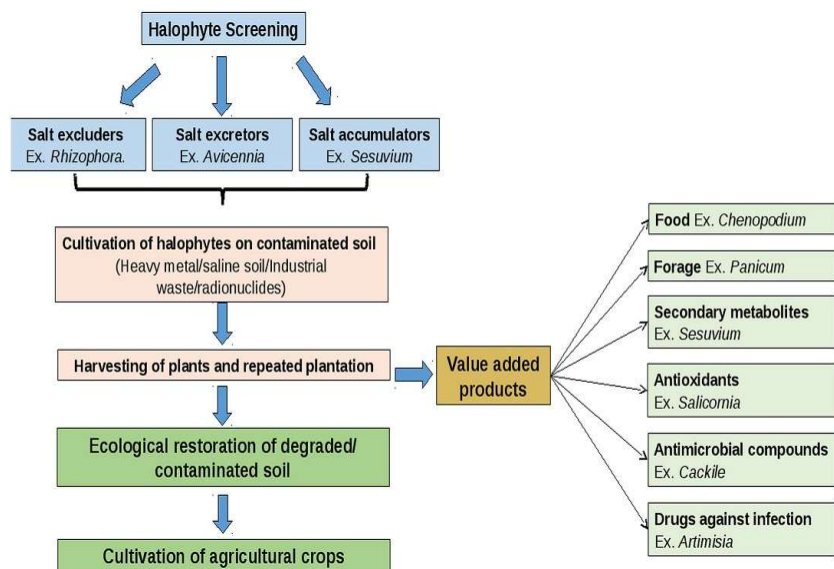 Halophyte Screening
Salt excluders
Ex. Rhizophora.
Salt excretors
Ex. Avicennia
Salt accumulators
Ex. Sesuvium
Cultivation of halophytes on contaminated soil
(Heavy metal/saline soil/Industrial
waste/radionuclides)
Harvesting of plants and repeated plantation
Ecological restoration of degraded/
contaminated soil
Cultivation of agricultural crops
Value added
products
Food Ex. Chenopodium
Forage Ex. Panicum
Secondary metabolites
Ex. Sesuvium
Antioxidants
Ex. Salicornia
Antimicrobial compounds
Ex. Cackile
Drugs against infection
Ex. Artimisia